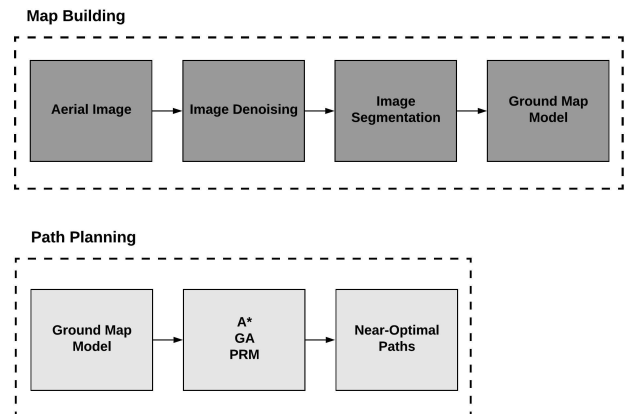 Map Building
Aerial Image
Image Denoising
Image
Segmentation
Ground Map
Model
Path Planning
Ground Map
Model
A*
GA
PRM
Near-Optimal
Paths